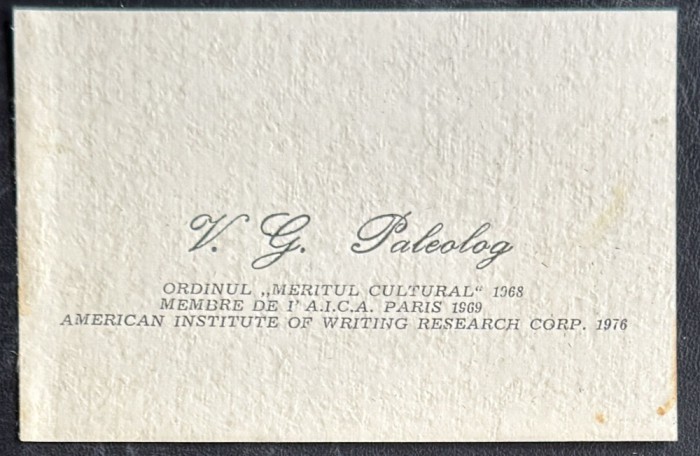 V. G. Paleolog
ORDINUL „MERITUL CULTURAL“ 1968
MEMBRE DE l' A.I.C.A. PARIS 1969
AMERICAN INSTITUTE OF WRITING RESEARCH CORP. 1976